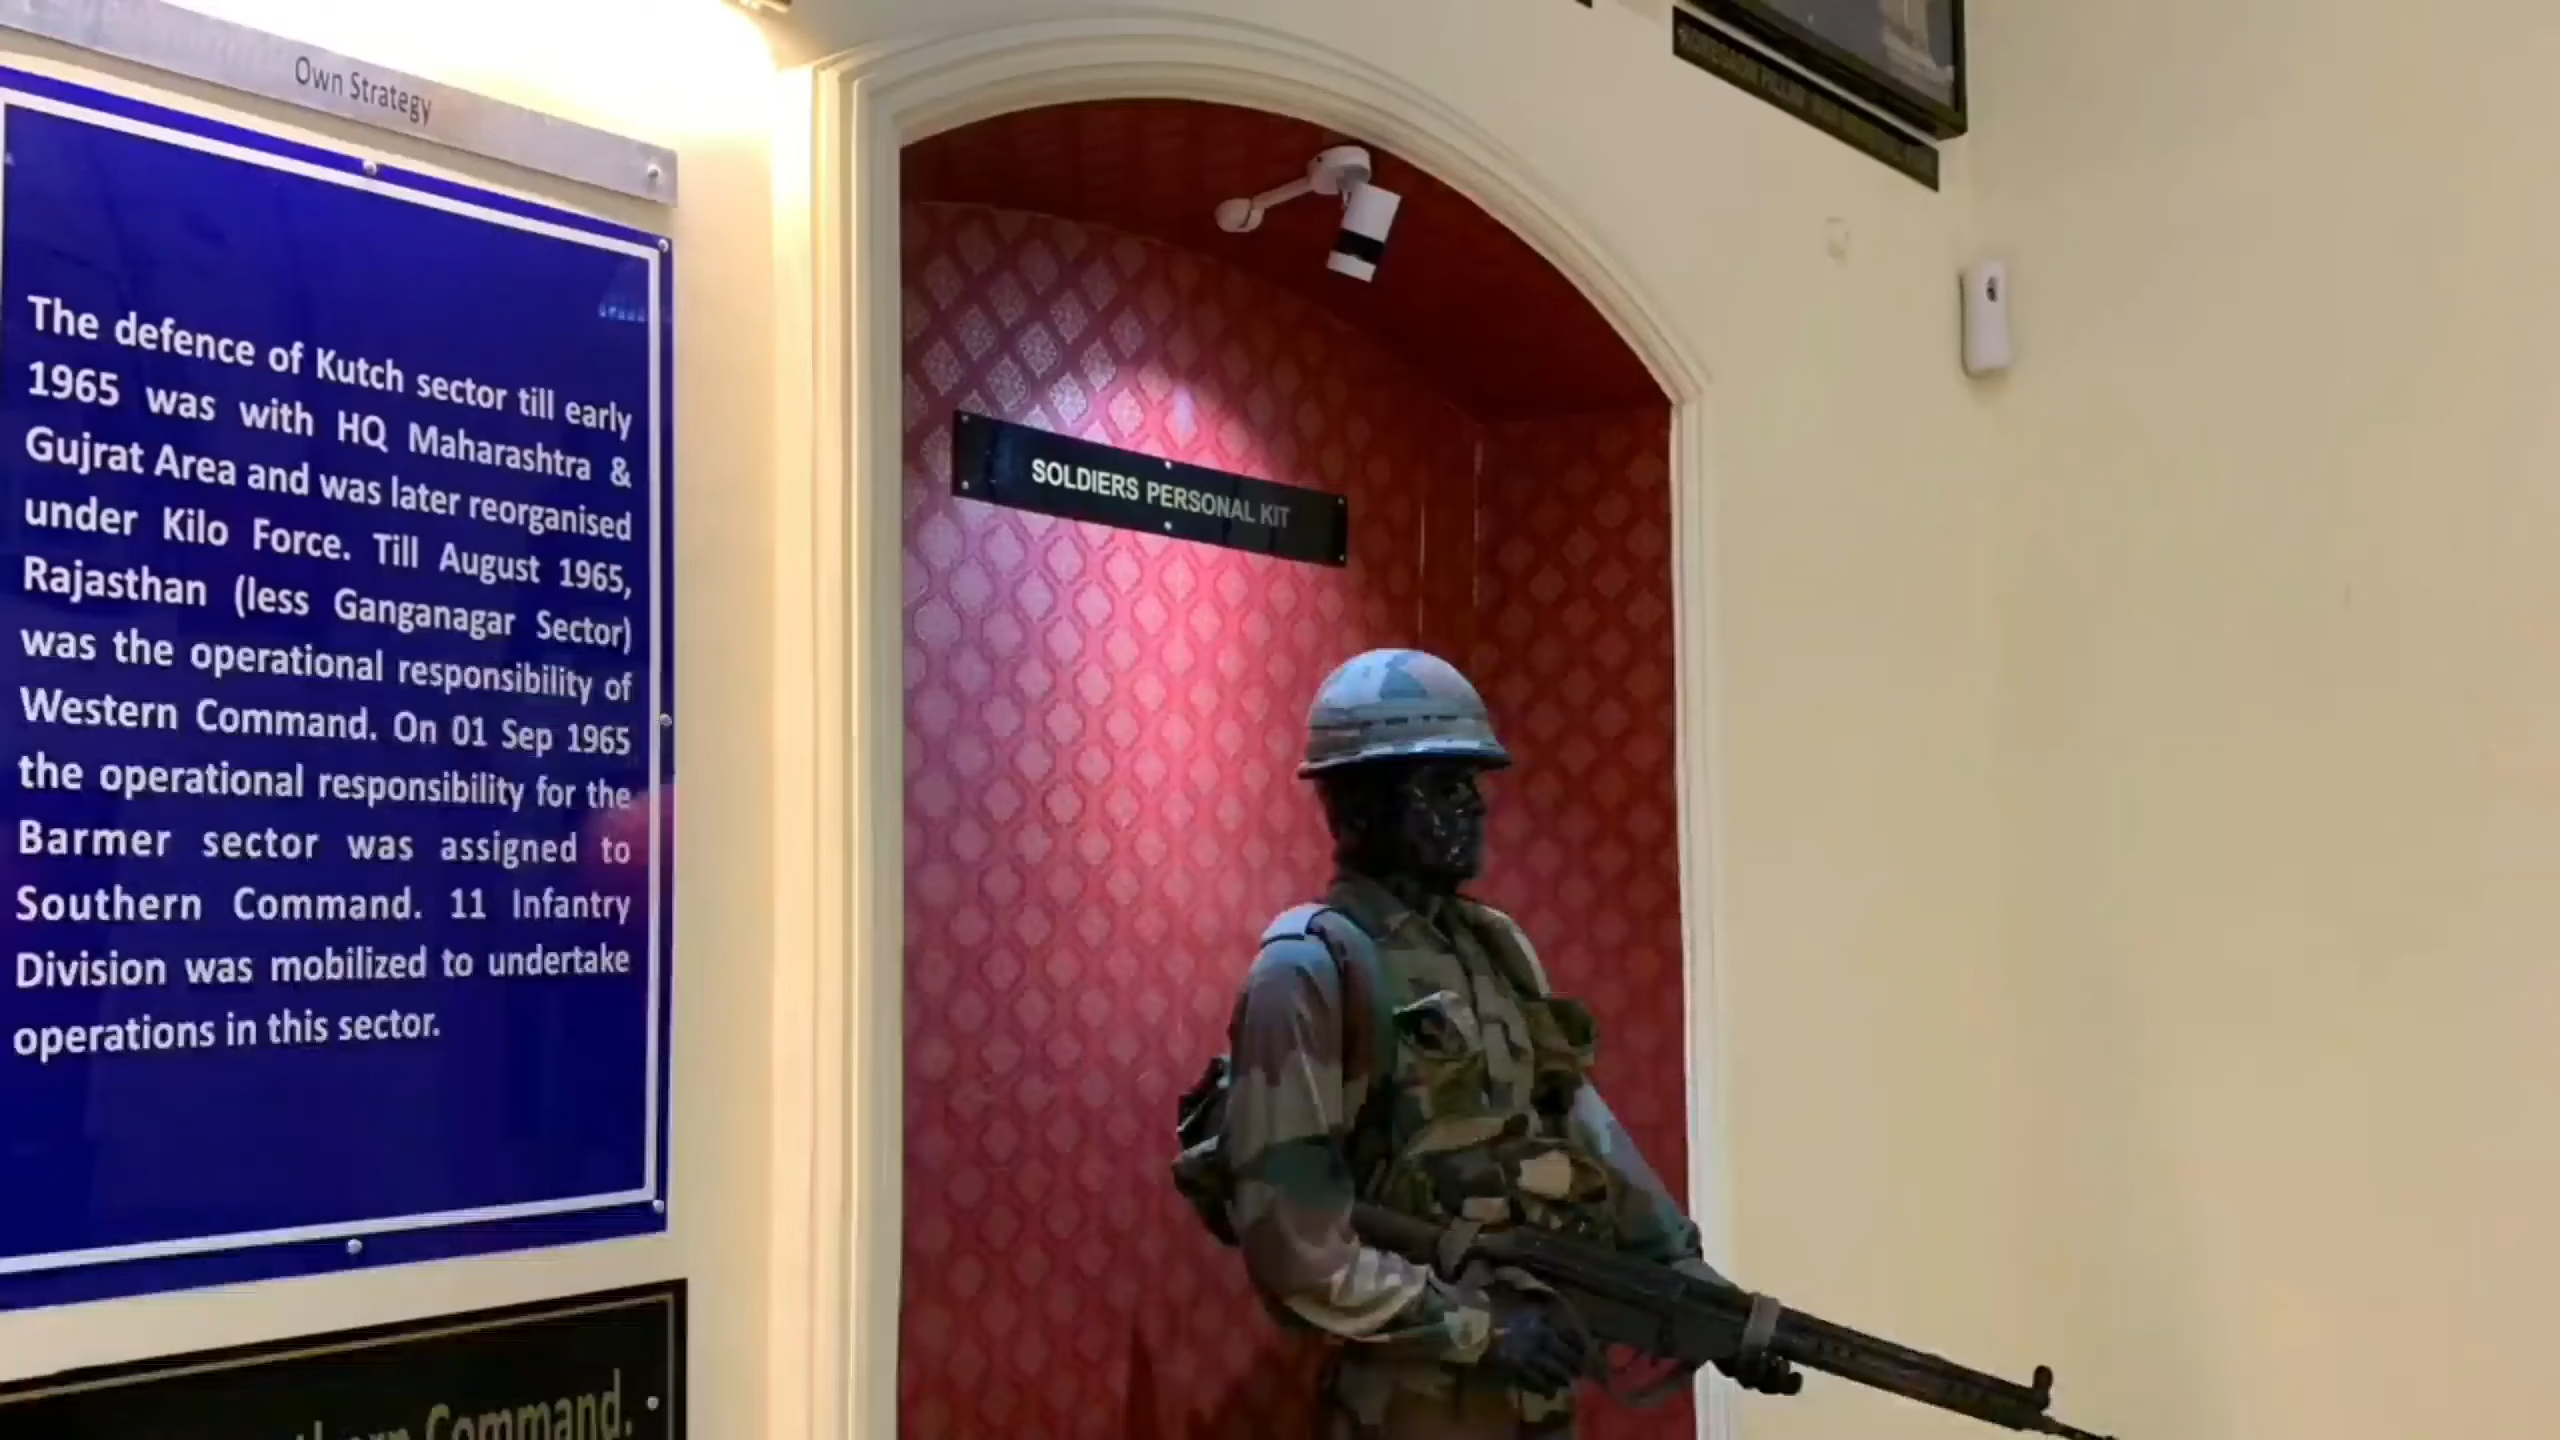 Own Strategy
The defence of Kutch sector till early
1965 was with HQ Maharashtra &
Gujrat Area and was later reorganised
under Kilo Force. Till August 1965,
Rajasthan (less Ganganagar Sector)
was the operational responsibility of
Western Command. On 01 Sep 1965
the operational responsibility for the
Barmer sector was assigned to
Southern Command. 11 Infantry
Division was mobilized to undertake
operations in this sector.
Command.
SOLDIERS PERSONAL KIT